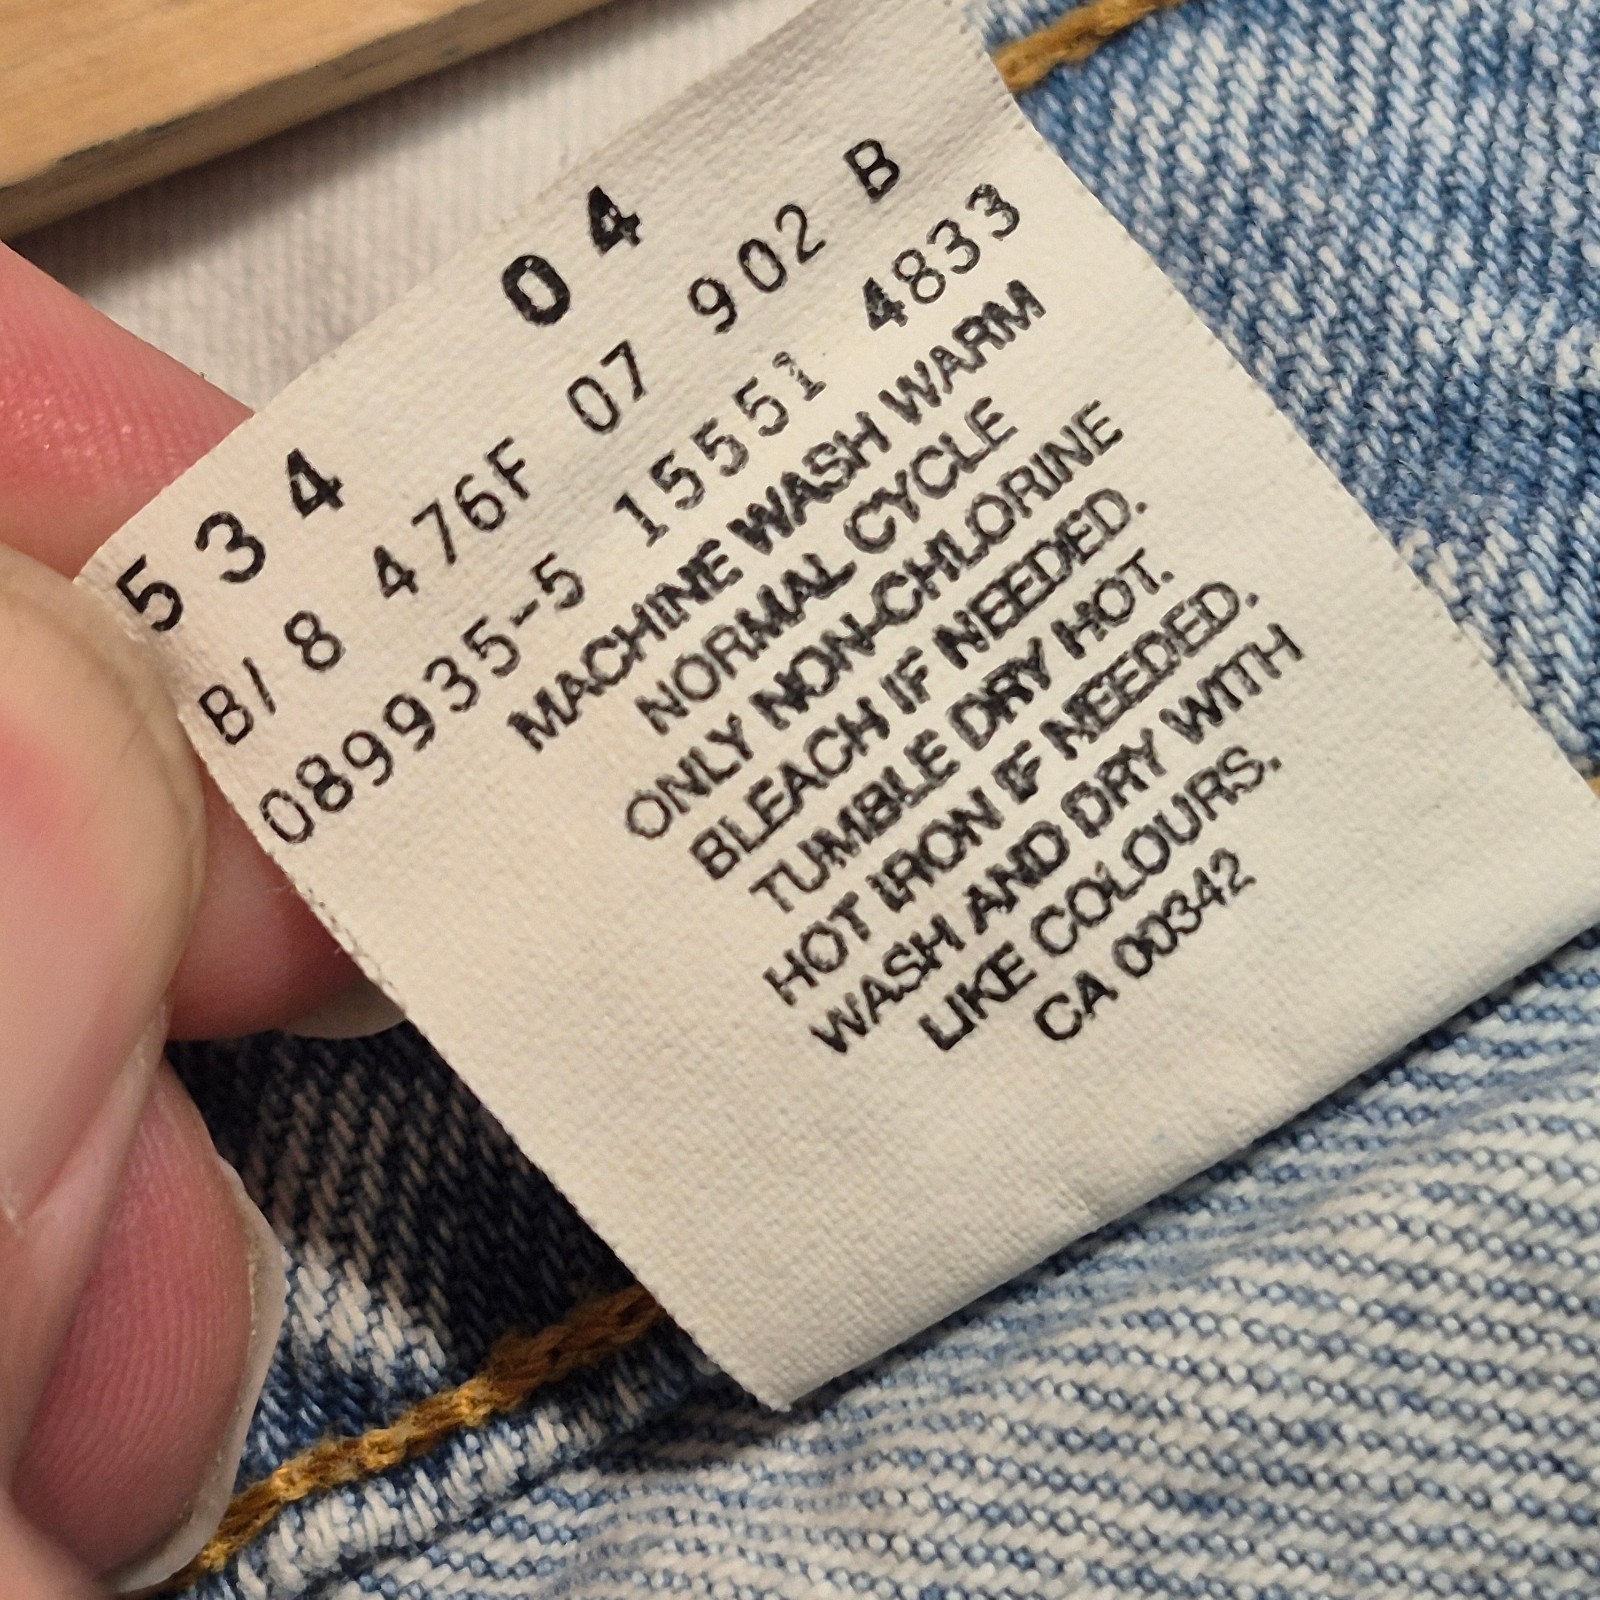 534 04
B/ 8 476F 07 902 B
089935-5 15551 4833
MACHINE WASH WARM
NORMAL CYCLE
ONLY NON-CHLORINE
BLEACH IF NEEDED.
TUMBLE DRY HOT.
HOT IRON IF NEEDED.
WASH AND DRY WITH
LIKE COLOURS.
CA 00342